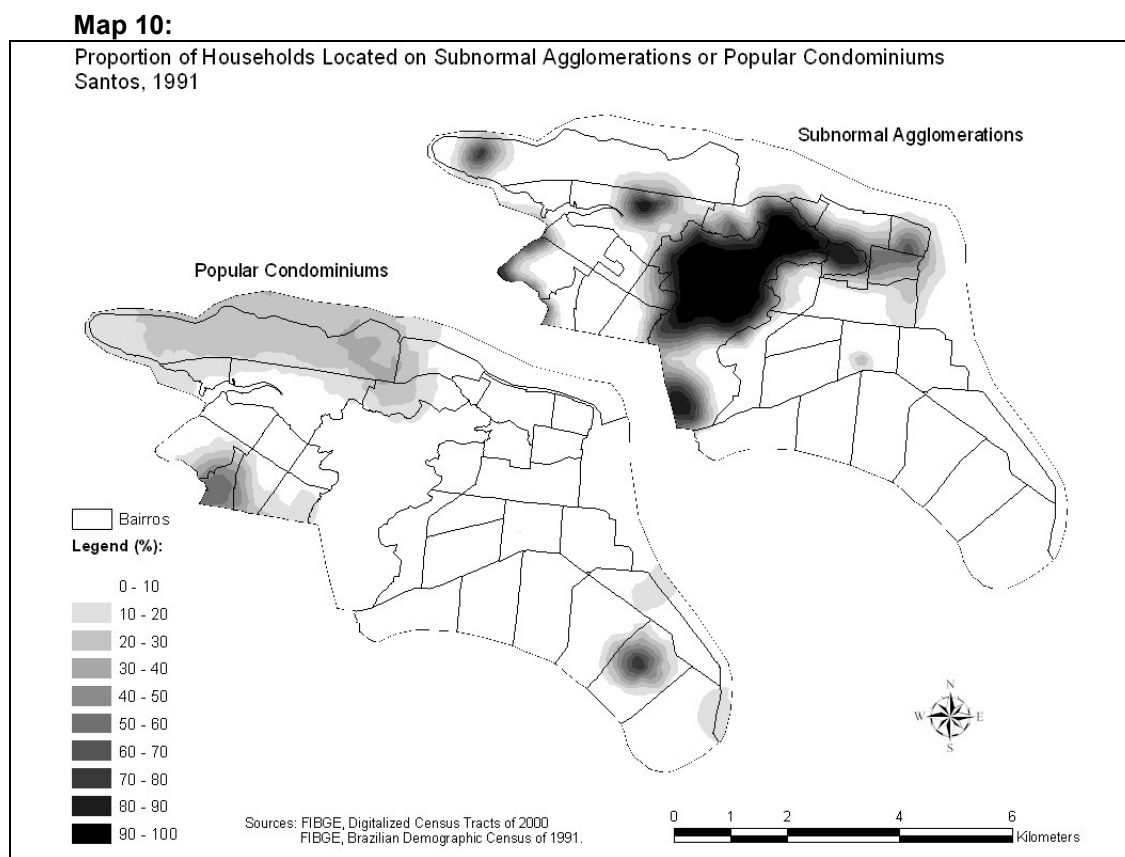 Map 10:
Proportion of Households Located on Subnormal Agglomerations or Popular Condominiums
Santos, 1991
Subnormal Agglomerations
Popular Condominiums
Bairros
Legend (%):
0 - 10
10 - 20
20 - 30
30 - 40
40 - 50
50 - 60
60 - 70
70 - 80
80 - 90
90 - 100
N
W E
S
Sources: FIBGE, Digitalized Census Tracts of 2000
FIBGE, Brazilian Demographic Census of 1991.
0 1 2 4 6
Kilometers